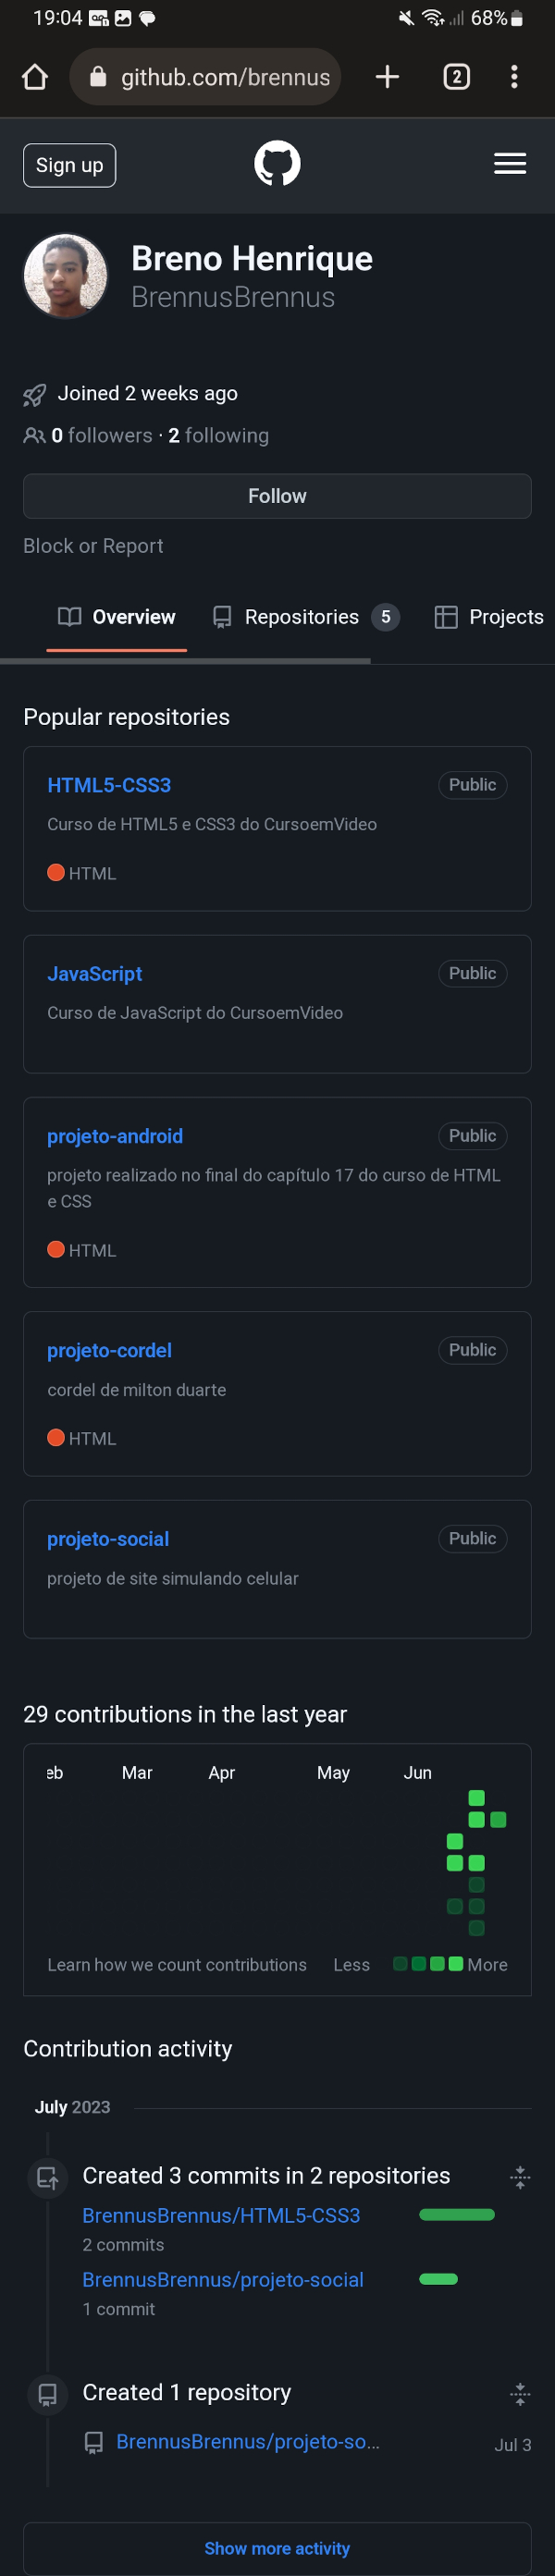 19:04
68%
github.com/brennus
2
Sign up
Breno Henrique
BrennusBrennus
Joined 2 weeks ago
0 followers · 2 following
Follow
Block or Report
Overview Repositories 5 Projects
Popular repositories
HTML5-CSS3 Public
Curso de HTML5 e CSS3 do CursoemVideo
HTML
JavaScript Public
Curso de JavaScript do CursoemVideo
projeto-android Public
projeto realizado no final do capítulo 17 do curso de HTML
e CSS
HTML
projeto-cordel Public
cordel de milton duarte
HTML
projeto-social Public
projeto de site simulando celular
29 contributions in the last year
eb Mar Apr May Jun
Learn how we count contributions Less More
Contribution activity
July 2023
Created 3 commits in 2 repositories
BrennusBrennus/HTML5-CSS3
2 commits
BrennusBrennus/projeto-social
1 commit
Created 1 repository
BrennusBrennus/projeto-so... Jul 3
Show more activity